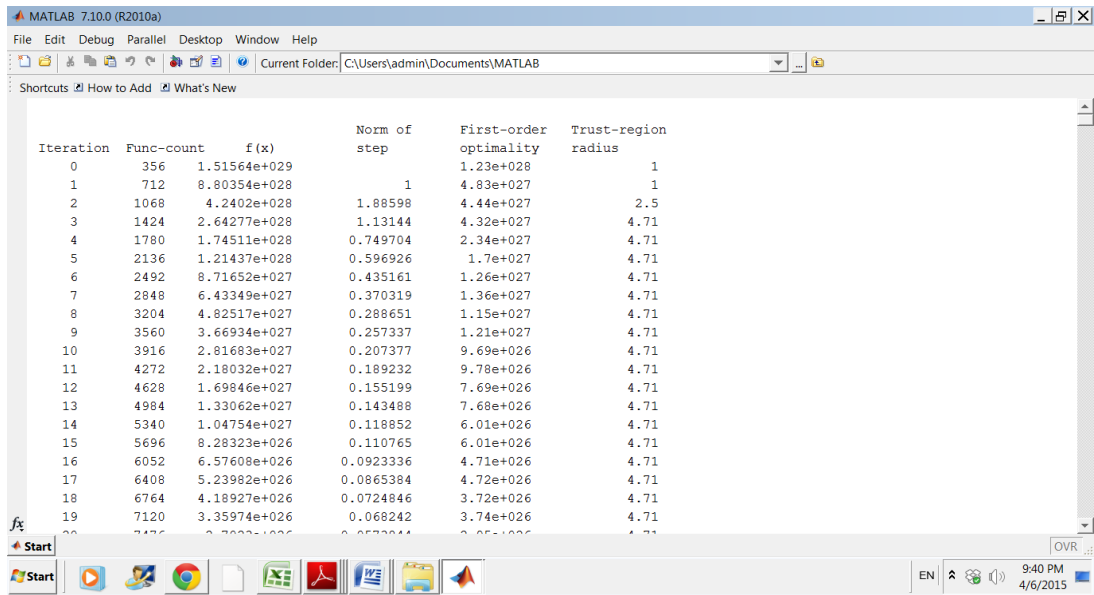 MATLAB 7.10.0 (R2010a)
File Edit Debug Parallel Desktop Window Help
Current Folder: C:\Users\admin\Documents\MATLAB
Shortcuts How to Add What's New
Norm of First-order Trust-region
Iteration Func-count f(x) step optimality radius
0 356 1.51564e+029 1.23e+028 1
1 712 8.80354e+028 1 4.83e+027 1
2 1068 4.2402e+028 1.88598 4.44e+027 2.5
3 1424 2.64277e+028 1.13144 4.32e+027 4.71
4 1780 1.74511e+028 0.749704 2.34e+027 4.71
5 2136 1.21437e+028 0.596926 1.7e+027 4.71
6 2492 8.71652e+027 0.435161 1.26e+027 4.71
7 2848 6.43349e+027 0.370319 1.36e+027 4.71
8 3204 4.82517e+027 0.288651 1.15e+027 4.71
9 3560 3.66934e+027 0.257337 1.21e+027 4.71
10 3916 2.81683e+027 0.207377 9.69e+026 4.71
11 4272 2.18032e+027 0.189232 9.78e+026 4.71
12 4628 1.69846e+027 0.155199 7.69e+026 4.71
13 4984 1.33062e+027 0.143488 7.68e+026 4.71
14 5340 1.04754e+027 0.118852 6.01e+026 4.71
15 5696 8.28323e+026 0.110765 6.01e+026 4.71
16 6052 6.57608e+026 0.0923336 4.71e+026 4.71
17 6408 5.23982e+026 0.0865384 4.72e+026 4.71
18 6764 4.18927e+026 0.0724846 3.72e+026 4.71
19 7120 3.35974e+026 0.068242 3.74e+026 4.71
fx
Start
OVR
Start
EN
9:40 PM
4/6/2015